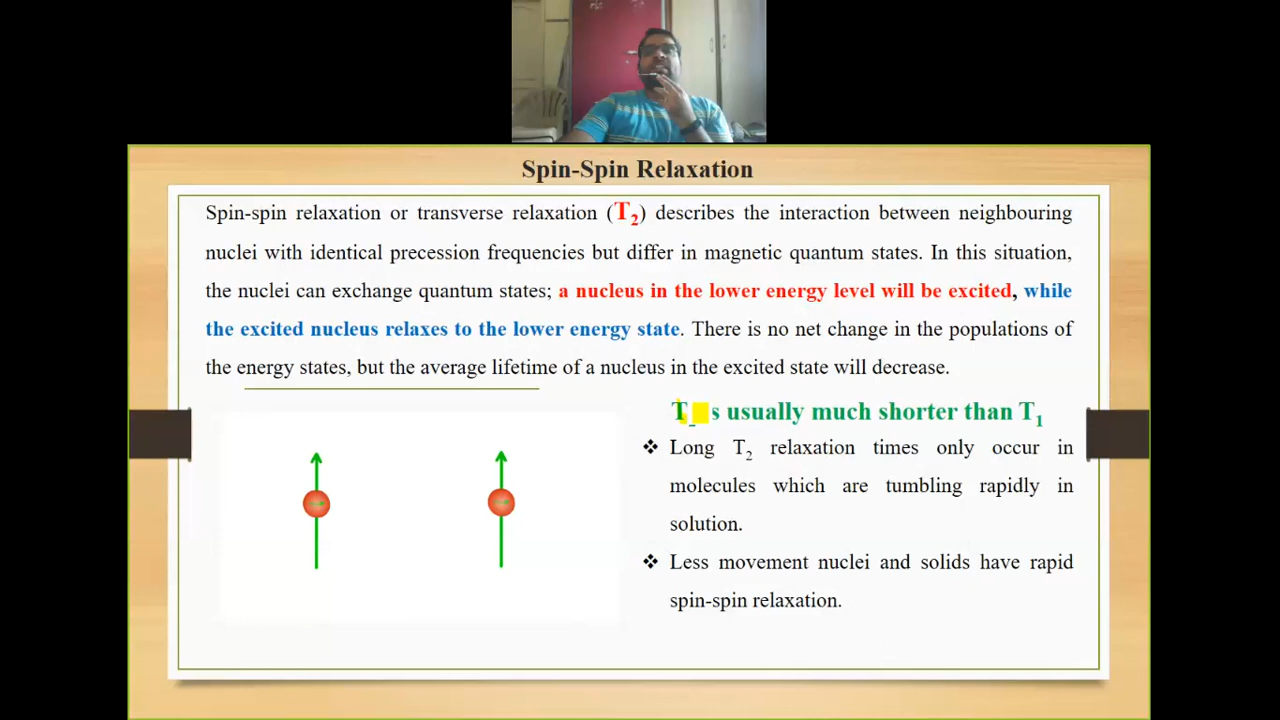 Spin-Spin Relaxation
Spin-spin relaxation or transverse relaxation (T2) describes the interaction between neighbouring
nuclei with identical precession frequencies but differ in magnetic quantum states. In this situation,
the nuclei can exchange quantum states; a nucleus in the lower energy level will be excited, while
the excited nucleus relaxes to the lower energy state. There is no net change in the populations of
the energy states, but the average lifetime of a nucleus in the excited state will decrease.
T s usually much shorter than T1
❖ Long T2 relaxation times only occur in
molecules which are tumbling rapidly in
solution.
❖ Less movement nuclei and solids have rapid
spin-spin relaxation.